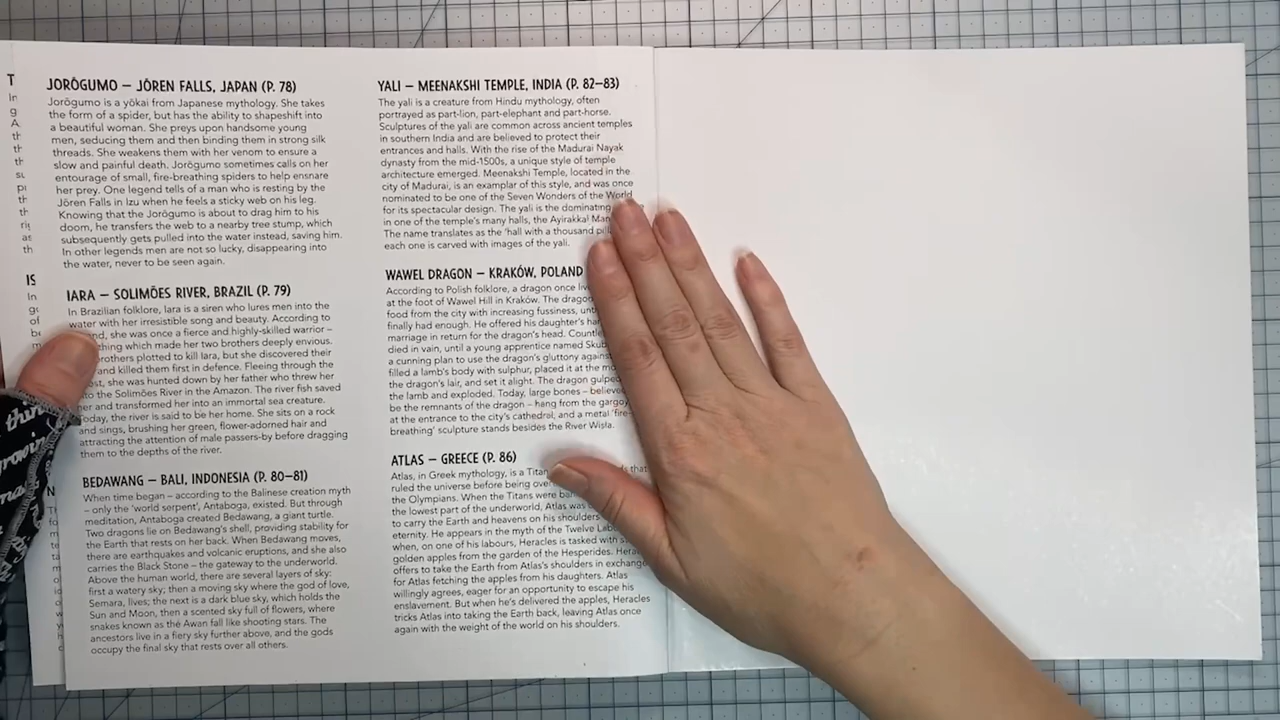 JORŌGUMO – JŌREN FALLS, JAPAN (P. 78)
Jorōgumo is a yōkai from Japanese mythology. She takes
the form of a spider, but has the ability to shapeshift into
a beautiful woman. She preys upon handsome young
men, seducing them and then binding them in strong silk
threads. She weakens them with her venom to ensure a
slow and painful death. Jorōgumo sometimes calls on her
entourage of small, fire-breathing spiders to help ensnare
her prey. One legend tells of a man who is resting by the
Jōren Falls in Izu when he feels a sticky web on his leg.
Knowing that the Jorōgumo is about to drag him to his
doom, he transfers the web to a nearby tree stump, which
subsequently gets pulled into the water instead, saving him.
In other legends men are not so lucky, disappearing into
the water, never to be seen again.
IARA – SOLIMÕES RIVER, BRAZIL (P. 79)
In Brazilian folklore, Iara is a siren who lures men into the
water with her irresistible song and beauty. According to
she was once a fierce and highly-skilled warrior –
which made her two brothers deeply envious.
brothers plotted to kill Iara, but she discovered their
and killed them first in defence. Fleeing through the
she was hunted down by her father who threw her
to the Solimões River in the Amazon. The river fish saved
her and transformed her into an immortal sea creature.
Today, the river is said to be her home. She sits on a rock
and sings, brushing her green, flower-adorned hair and
attracting the attention of male passers-by before dragging
them to the depths of the river.
BEDAWANG – BALI, INDONESIA (P. 80–81)
When time began – according to the Balinese creation myth
– only the 'world serpent', Antaboga, existed. But through
meditation, Antaboga created Bedawang, a giant turtle.
Two dragons lie on Bedawang's shell, providing stability for
the Earth that rests on her back. When Bedawang moves,
there are earthquakes and volcanic eruptions, and she also
carries the Black Stone – the gateway to the underworld.
Above the human world, there are several layers of sky:
first a watery sky; then a moving sky where the god of love,
Semara, lives; the next is a dark blue sky, which holds the
Sun and Moon, then a scented sky full of flowers, where
snakes known as the Awan fall like shooting stars. The
ancestors live in a fiery sky further above, and the gods
occupy the final sky that rests over all others.
YALI – MEENAKSHI TEMPLE, INDIA (P. 82–83)
The yali is a creature from Hindu mythology, often
portrayed as part-lion, part-elephant and part-horse.
Sculptures of the yali are common across ancient temples
in southern India and are believed to protect their
entrances and halls. With the rise of the Madurai Nayak
dynasty from the mid-1500s, a unique style of temple
architecture emerged. Meenakshi Temple, located in the
city of Madurai, is an examplar of this style, and was once
nominated to be one of the Seven Wonders of the World
for its spectacular design. The yali is the dominating
in one of the temple's many halls, the Ayirakkal
The name translates as the 'hall with a thousand
each one is carved with images of the yali.
WAWEL DRAGON – KRAKÓW, POLAND
According to Polish folklore, a dragon once
at the foot of Wawel Hill in Kraków. The
food from the city with increasing fussiness,
finally had enough. He offered his daughter's
marriage in return for the dragon's head.
died in vain, until a young apprentice named
a cunning plan to use the dragon's gluttony against
filled a lamb's body with sulphur, placed it at the
the dragon's lair, and set it alight. The dragon gulped
the lamb and exploded. Today, large bones –
be the remnants of the dragon – hang from the
at the entrance to the city's cathedral, and a metal 'fire-
breathing' sculpture stands besides the River Wisła.
ATLAS – GREECE (P. 86)
Atlas, in Greek mythology, is a Titan that
ruled the universe before being
the Olympians. When the Titans were
the lowest part of the underworld, Atlas was
to carry the Earth and heavens on his shoulders
eternity. He appears in the myth of the Twelve
when, on one of his labours, Heracles is tasked with
golden apples from the garden of the Hesperides.
offers to take the Earth from Atlas's shoulders in exchange
for Atlas fetching the apples from his daughters. Atlas
willingly agrees, eager for an opportunity to escape his
enslavement. But when he's delivered the apples, Heracles
tricks Atlas into taking the Earth back, leaving Atlas once
again with the weight of the world on his shoulders.